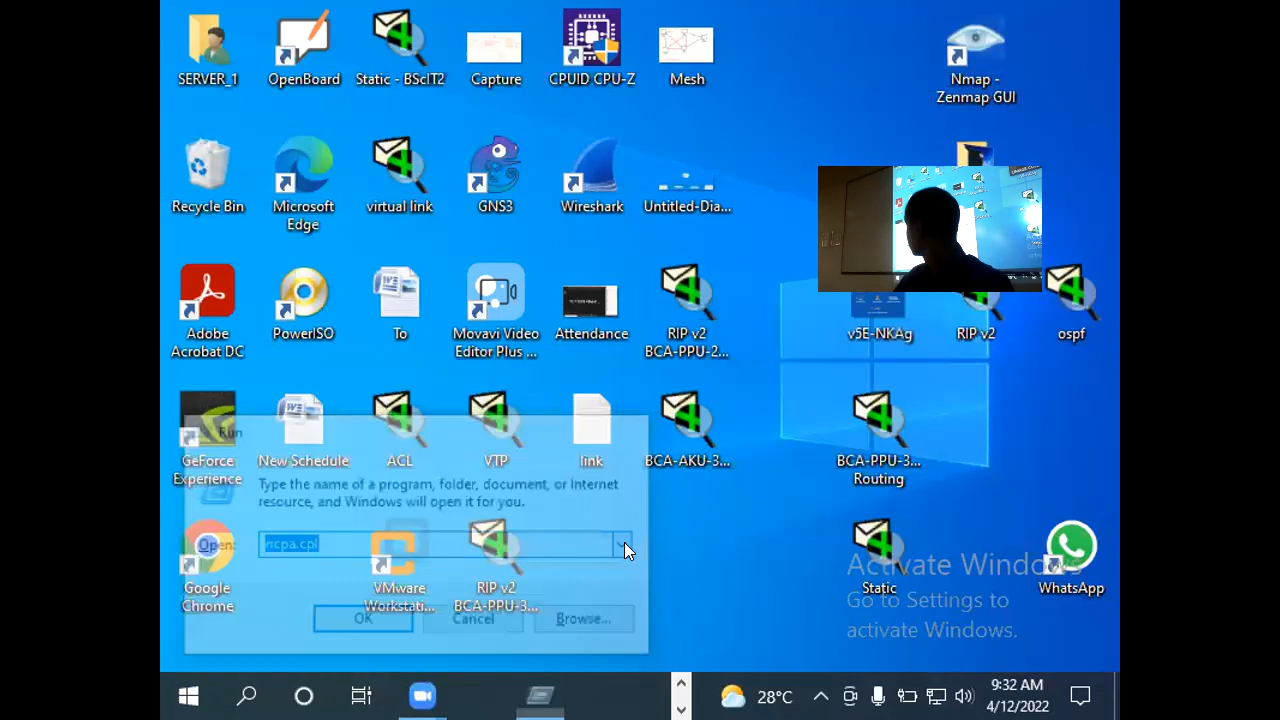 SERVER_1
OpenBoard
Static - BScIT2
Capture
CPUID CPU-Z
Mesh
Nmap -
Zenmap GUI
Recycle Bin
Microsoft
Edge
virtual link
GNS3
Wireshark
Untitled-Dia...
Adobe
Acrobat DC
PowerISO
To
Movavi Video
Editor Plus ...
Attendance
RIP v2
BCA-PPU-2...
v5E-NKAg
RIP v2
ospf
GeForce
Experience
New Schedule
ACL
VTP
link
BCA-AKU-3...
BCA-PPU-3...
Routing
Run
Type the name of a program, folder, document, or Internet
resource, and Windows will open it for you.
Open:
ncpa.cpl
OK
Cancel
Browse...
Google
Chrome
VMware
Workstati...
RIP v2
BCA-PPU-3...
Static
WhatsApp
Activate Windows
Go to Settings to
activate Windows.
28°C
9:32 AM
4/12/2022